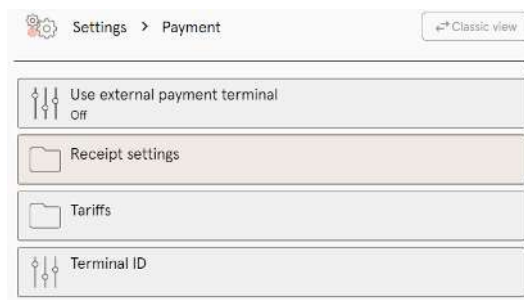 Settings > Payment
Classic view
Use external payment terminal
Off
Receipt settings
Tariffs
Terminal ID